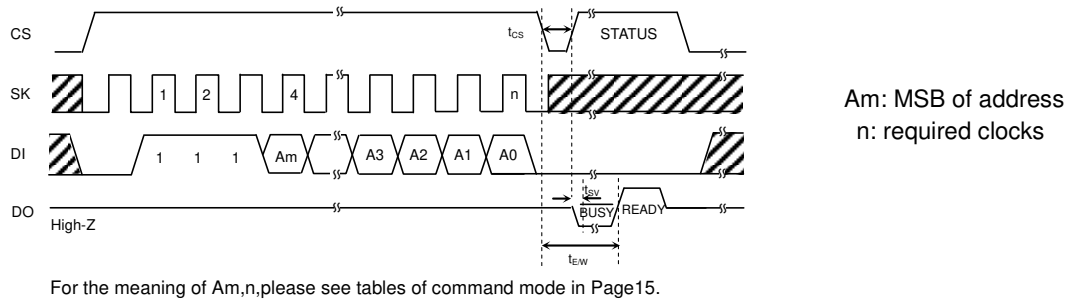 CS
tCS
STATUS
SK
1 2 4 n
Am: MSB of address
n: required clocks
DI
1 1 1 Am A3 A2 A1 A0
tSV
DO
BUSY READY
High-Z
tE/W
For the meaning of Am,n,please see tables of command mode in Page15.